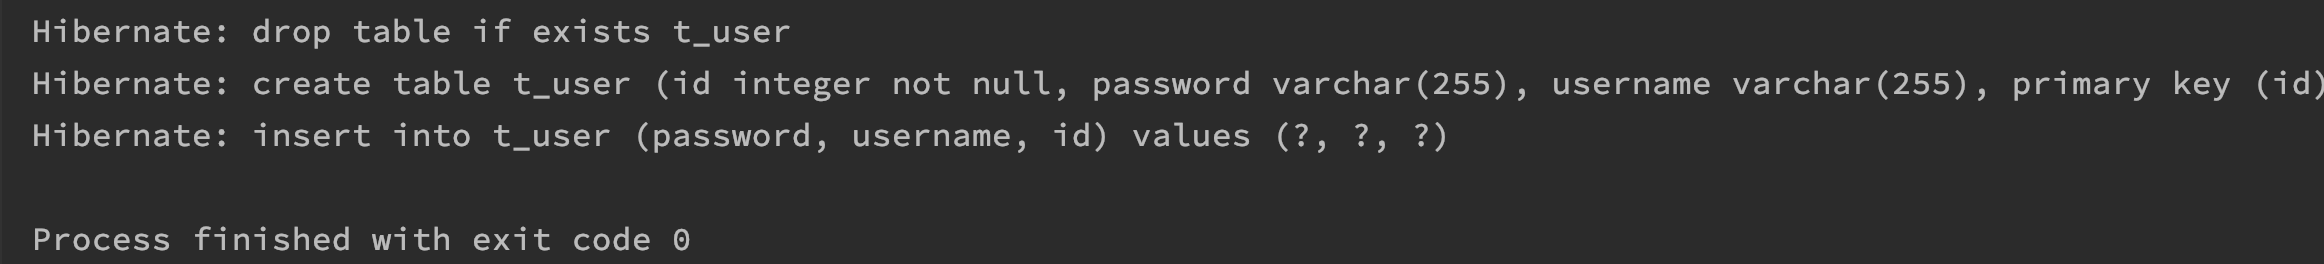 Hibernate: drop table if exists t_user
Hibernate: create table t_user (id integer not null, password varchar(255), username varchar(255), primary key (id)
Hibernate: insert into t_user (password, username, id) values (?, ?, ?)
Process finished with exit code 0